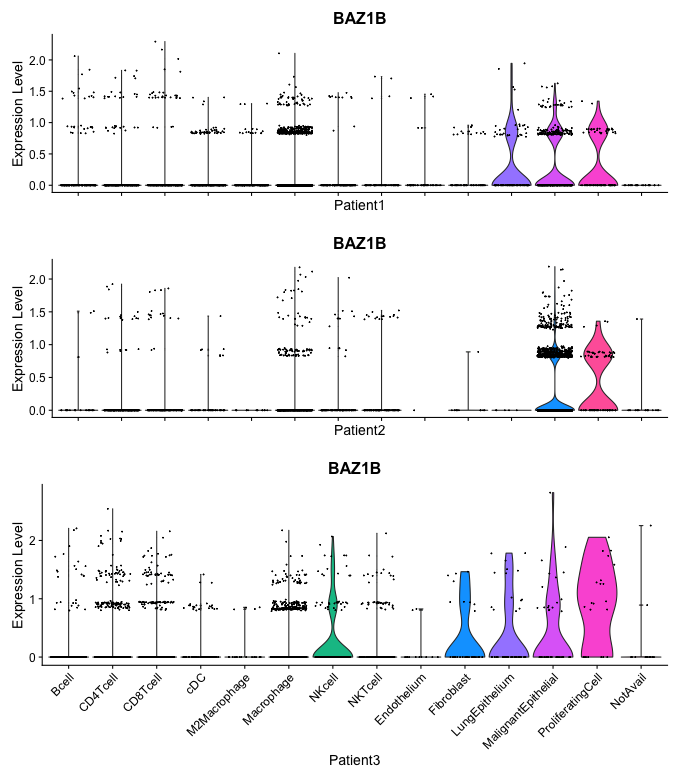 BAZ1B
Expression Level
2.0
1.5
1.0
0.5
0.0
Patient1
BAZ1B
Expression Level
2.0
1.5
1.0
0.5
0.0
Patient2
BAZ1B
Expression Level
2
1
0
Bcell
CD4Tcell
CD8Tcell
cDC
M2Macrophage
Macrophage
NKcell
NKTcell
Endothelium
Fibroblast
LungEpithelium
MalignantEpithelial
ProliferatingCell
NotAvail
Patient3